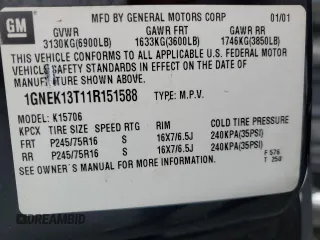 GM
MFD BY GENERAL MOTORS CORP 01/01
GVWR GAWR FRT GAWR RR
3130KG(6900LB) 1633KG(3600LB) 1746KG(3850LB)
THIS VEHICLE CONFORMS TO ALL APPLICABLE U.S. FEDERAL MOTOR
VEHICLE SAFETY STANDARDS IN EFFECT ON THE DATE OF
MANUFACTURE SHOWN ABOVE.
1GNEK13T11R151588 TYPE: M.P.V.
MODEL: K15706
KPCX TIRE SIZE SPEED RTG RIM COLD TIRE PRESSURE
FRT P245/75R16 S 16X7/6.5J 240KPA(35PSI)
RR P245/75R16 S 16X7/6.5J 240KPA(35PSI)
SEE OWNER'S MANUAL FOR MORE INFORMATION.
F 576
T 250
DREAMBID